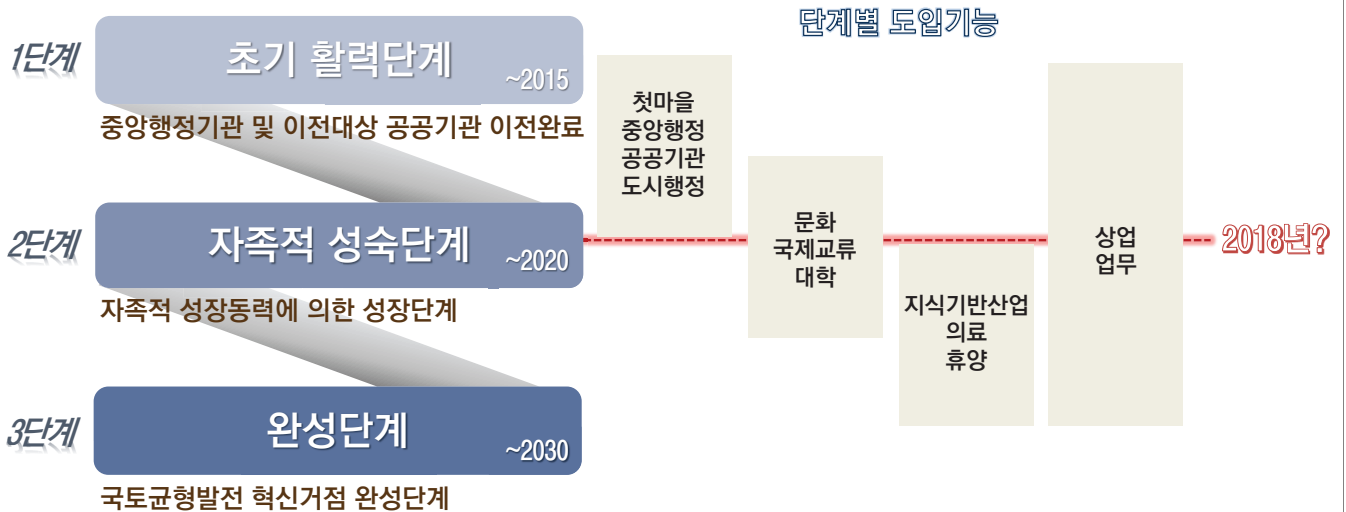 단계별 도입기능
1단계
초기 활력단계
~2015
중앙행정기관 및 이전대상 공공기관 이전완료
2단계
자족적 성숙단계
~2020
자족적 성장동력에 의한 성장단계
3단계
완성단계
~2030
국토균형발전 혁신거점 완성단계
첫마을
중앙행정
공공기관
도시행정
문화
국제교류
대학
지식기반산업
의료
휴양
상업
업무
2018년?